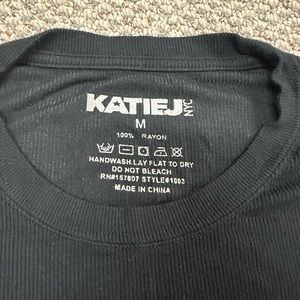 KATIEJ NYC
M
100% RAYON
HANDWASH.LAY FLAT TO DRY
DO NOT BLEACH
RN#157807 STYLE#1003
MADE IN CHINA